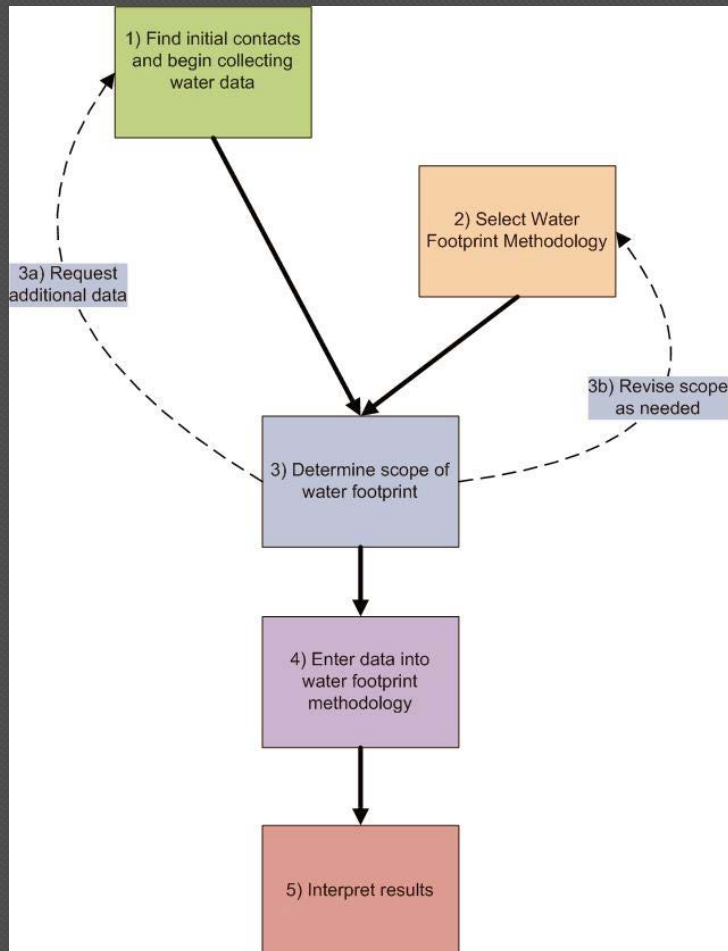 1) Find initial contacts
and begin collecting
water data
2) Select Water
Footprint Methodology
3a) Request
additional data
3b) Revise scope
as needed
3) Determine scope of
water footprint
4) Enter data into
water footprint
methodology
5) Interpret results